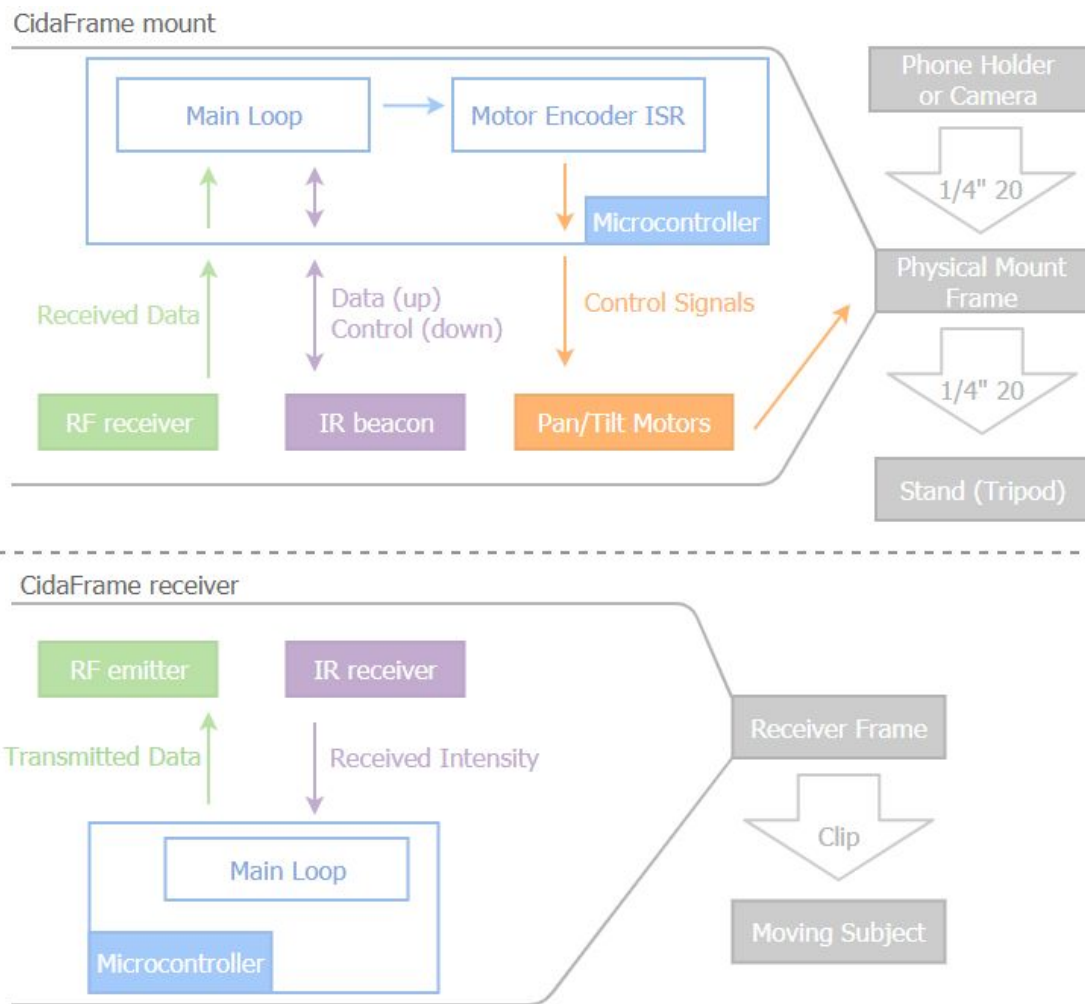 CidaFrame mount
Main Loop
Motor Encoder ISR
Microcontroller
Received Data
Data (up)
Control (down)
Control Signals
RF receiver
IR beacon
Pan/Tilt Motors
Phone Holder
or Camera
1/4" 20
Physical Mount
Frame
1/4" 20
Stand (Tripod)
CidaFrame receiver
RF emitter
IR receiver
Transmitted Data
Received Intensity
Main Loop
Microcontroller
Receiver Frame
Clip
Moving Subject